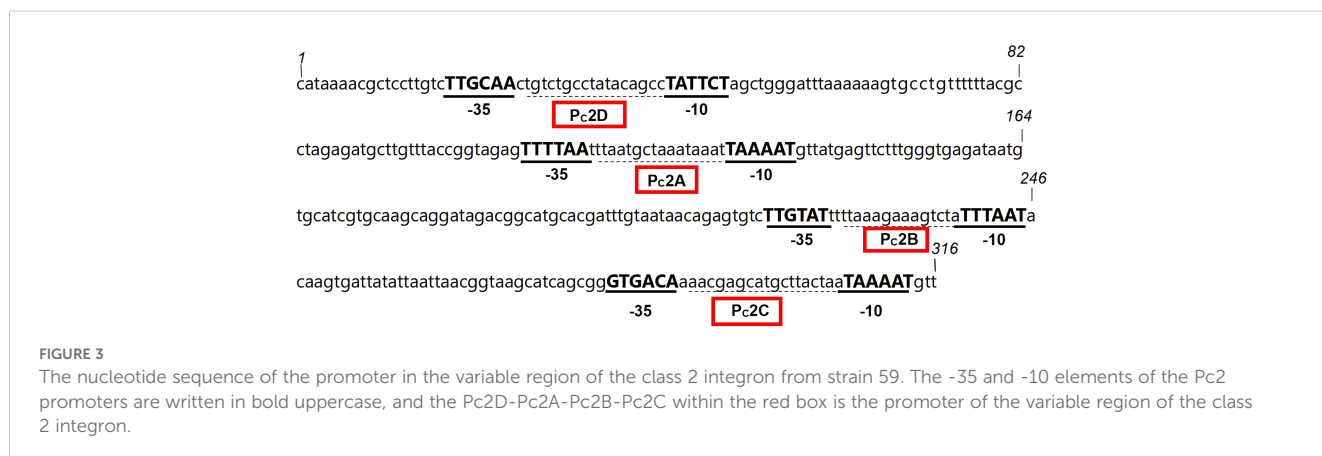 1 82
cataaaacgctccttgtcTTGCAActgtctgcctatacagccTATTCTagctgggatttaaaaaagtgcctgttttttacgc
-35 Pc2D -10
164
ctagagatgcttgtttaccggtagagTTTTAAtttaatgctaaataaatTAAAATgttatgagttctttgggtgagataatg
-35 Pc2A -10
246
tgcatcgtgcaagcaggatagacggcatgcacgatttgtaataacagagtgtcTTGTATttttaaagaaagtctaTTTAATa
-35 Pc2B -10
316
caagtgattatattaattaacggtaagcatcagcggGTGACAaaacgagcatgcttactaaTAAAATgtt
-35 Pc2C -10
FIGURE 3
The nucleotide sequence of the promoter in the variable region of the class 2 integron from strain 59. The -35 and -10 elements of the Pc2
promoters are written in bold uppercase, and the Pc2D-Pc2A-Pc2B-Pc2C within the red box is the promoter of the variable region of the class
2 integron.